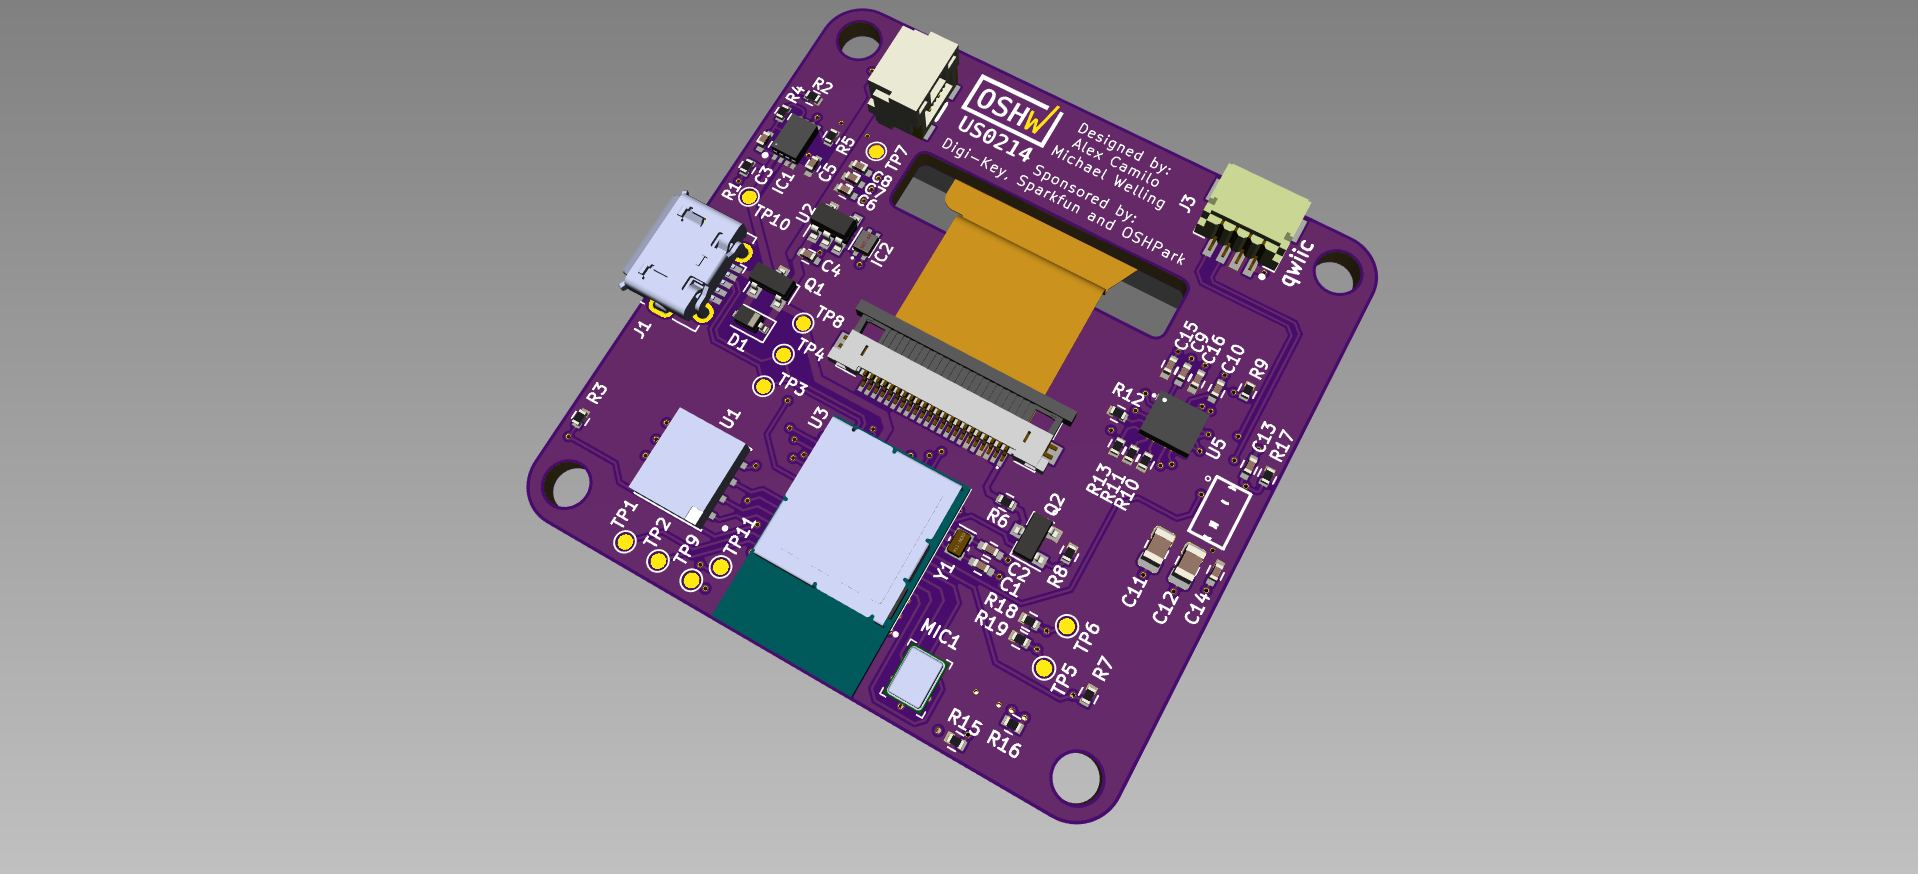 OSHW
US0214
Designed by:
Alex Camilo
Michael Welling
Sponsored by:
Digi-Key, Sparkfun and OSHPark
R4
R2
R5
R1
C3
IC1
C5
TP7
C8
C7
C6
TP10
U2
IC2
C4
Q1
J1
D1
TP8
TP4
TP3
J3
qwiic
R3
U1
U3
C15
C9
C16
C10
R9
R12
U5
C13
R17
R13
R11
R10
TP1
TP2
TP9
TP11
R6
Q2
Y1
C2
C1
R8
C11
C12
C14
R18
R19
TP6
TP5
R7
MIC1
R15
R16